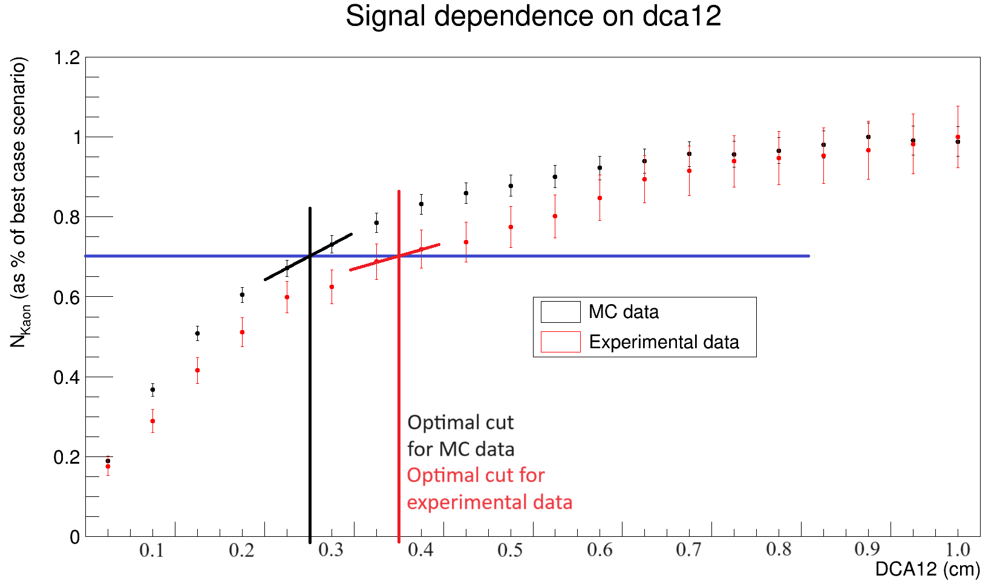 Signal dependence on dca12
N_Kaon (as % of best case scenario)
1.2
1
0.8
0.6
0.4
0.2
0
MC data
Experimental data
Optimal cut
for MC data
Optimal cut for
experimental data
0.1 0.2 0.3 0.4 0.5 0.6 0.7 0.8 0.9 1.0
DCA12 (cm)